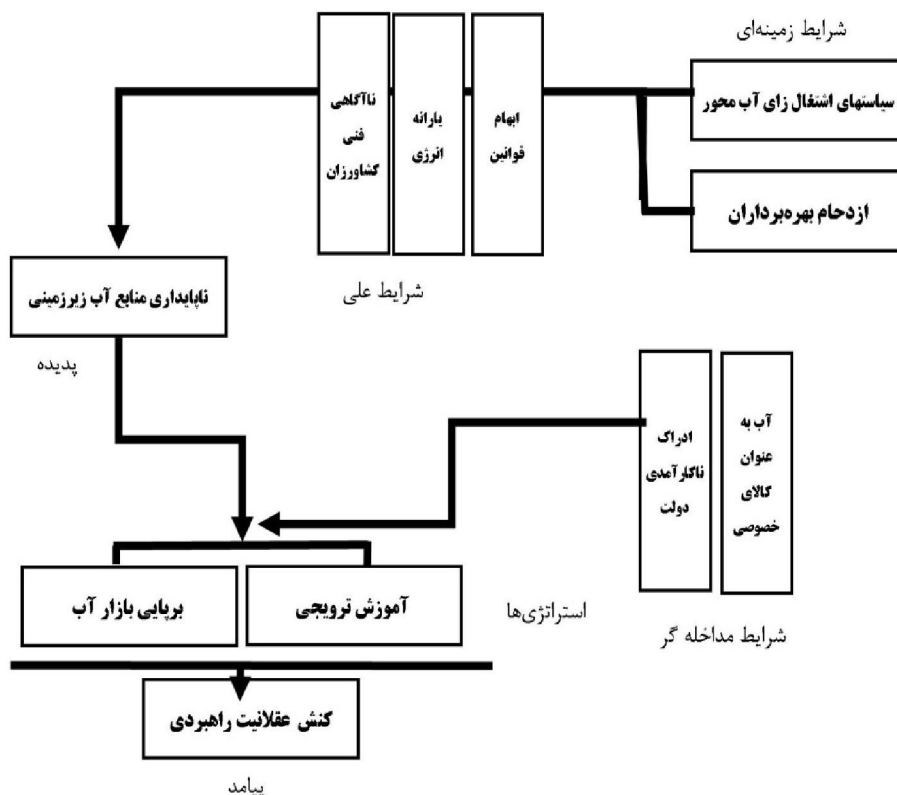 شرایط زمینه‌ای
سیاستهای اشتغال زای آب محور
ازدحام بهره‌برداران
ابهام
قوانین
یارانه
انرژی
ناآگاهی
فنی
کشاورزان
شرایط علی
ناپایداری منابع آب زیرزمینی
پدیده
آب به
عنوان
کالای
خصوصی
ادراک
ناکارآمدی
دولت
شرایط مداخله گر
استراتژی‌ها
آموزش ترویجی
برپایی بازار آب
کنش عقلانیت راهبردی
پیامد